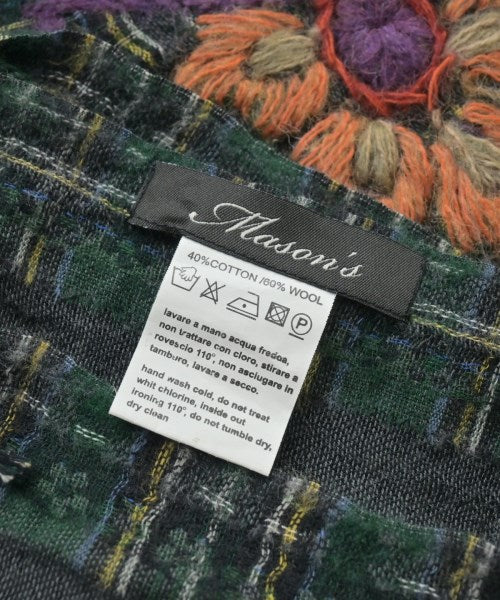 Mason's
40%COTTON /60% WOOL
P
lavare a mano acqua fredda,
non trattare con cloro, stirare a
rovescio 110°, non asciugare in
tamburo, lavare a secco.
hand wash cold, do not treat
whit chlorine, inside out
ironing 110°, do not tumble dry,
dry clean